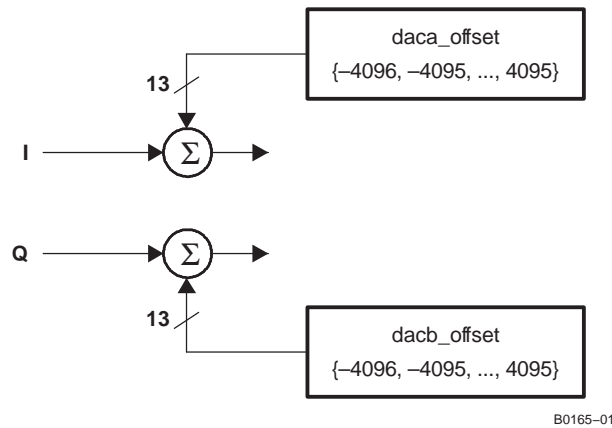 daca_offset
{–4096, –4095, ..., 4095}
13
I
Σ
Q
Σ
13
dacb_offset
{–4096, –4095, ..., 4095}
B0165–01